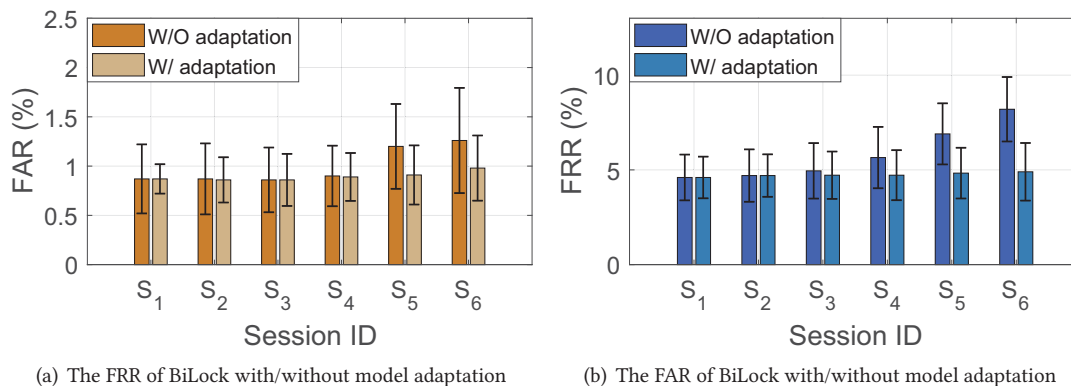 2.5
2
1.5
1
0.5
0
FAR (%)
W/O adaptation
W/ adaptation
S1 S2 S3 S4 S5 S6
Session ID
(a) The FRR of BiLock with/without model adaptation
10
5
0
FRR (%)
W/O adaptation
W/ adaptation
S1 S2 S3 S4 S5 S6
Session ID
(b) The FAR of BiLock with/without model adaptation